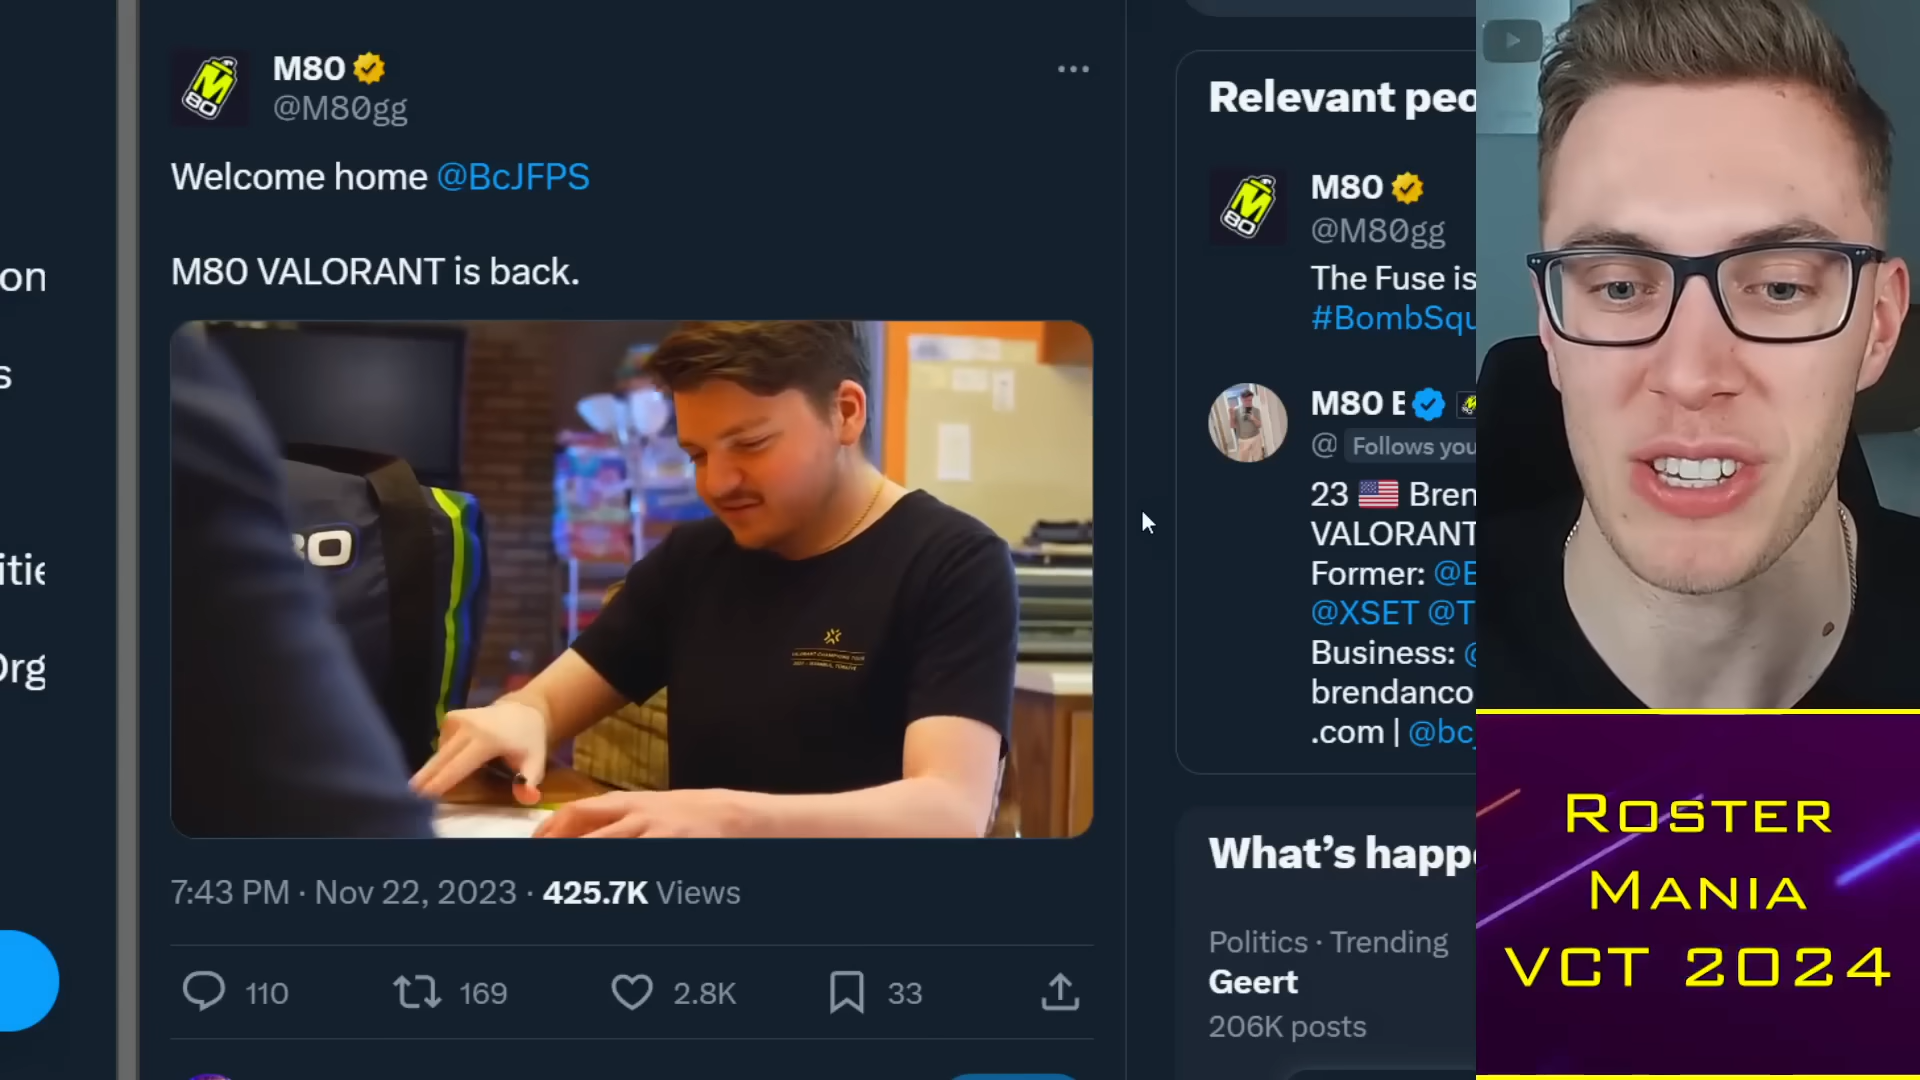 on
s
itie
Org
M80
@M80gg
Welcome home @BcJFPS
M80 VALORANT is back.
80
7:43 PM · Nov 22, 2023 · 425.7K Views
110
169
2.8K
33
Relevant peo
M80
@M80gg
The Fuse is
#BombSqu
M80 E
@ Follows you
23 🇺🇸 Bren
VALORANT
Former: @E
@XSET @T
Business: @
brendanco
.com | @bc
What's happe
Politics · Trending
Geert
206K posts
Roster
Mania
VCT 2024